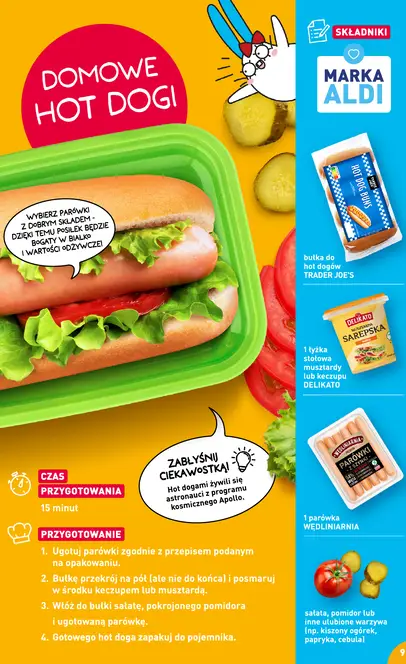 DOMOWE
HOT DOGI
WYBIERZ PARÓWKI
Z DOBRYM SKŁADEM -
DZIĘKI TEMU POSIŁEK BĘDZIE
BOGATY W BIAŁKO
I WARTOŚCI ODŻYWCZE!
ZABŁYŚNIJ
CIEKAWOSTKĄ!
Hot dogami żywili się
astronauci z programu
kosmicznego Apollo.
CZAS
PRZYGOTOWANIA
15 minut
PRZYGOTOWANIE
1. Ugotuj parówki zgodnie z przepisem podanym
na opakowaniu.
2. Bułkę przekrój na pół (ale nie do końca) i posmaruj
w środku keczupem lub musztardą.
3. Włóż do bułki sałatę, pokrojonego pomidora
i ugotowaną parówkę.
4. Gotowego hot doga zapakuj do pojemnika.
SKŁADNIKI
MARKA
ALDI
HOT DOG BUNS
bułka do
hot dogów
TRADER JOE'S
DELIKATO
MUSZTARDA
SAREPSKA
1 łyżka
stołowa
musztardy
lub keczupu
DELIKATO
WĘDLINIARNIA
PARÓWKI
Z SZYNKI
1 parówka
WĘDLINIARNIA
sałata, pomidor lub
inne ulubione warzywa
(np. kiszony ogórek,
papryka, cebula)
9